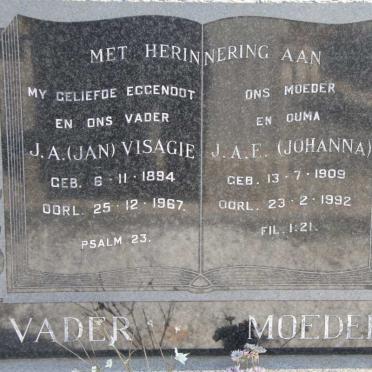 MET HERINNERING AAN
MY GELIEFDE EGGENOOT
EN ONS VADER
J.A.(JAN) VISAGIE
GEB. 6·11·1894
OORL. 25·12·1967.
PSALM 23.
ONS MOEDER
EN OUMA
J.A.E. (JOHANNA)
GEB. 13·7·1909
OORL. 23·2·1992
FIL. 1:21.
VADER MOEDER